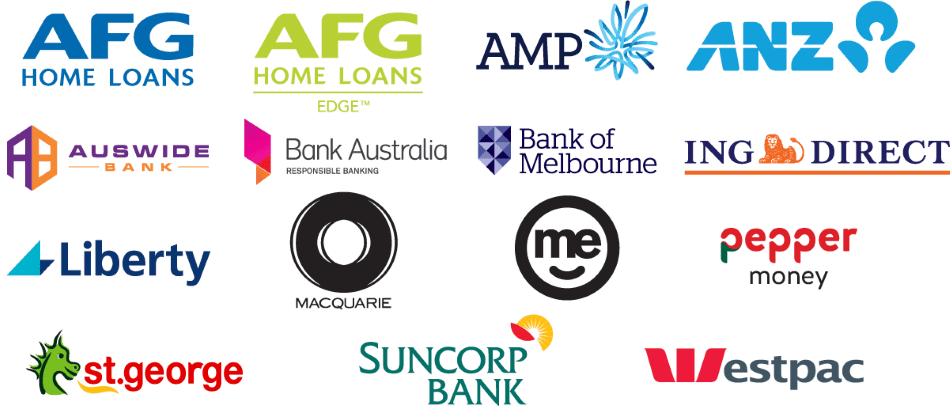 AFG
HOME LOANS
AFG
HOME LOANS
EDGE™
AMP
ANZ
AB
AUSWIDE
BANK
Bank Australia
RESPONSIBLE BANKING
Bank of
Melbourne
ING DIRECT
Liberty
MACQUARIE
me
pepper
money
st.george
SUNCORP
BANK
Westpac